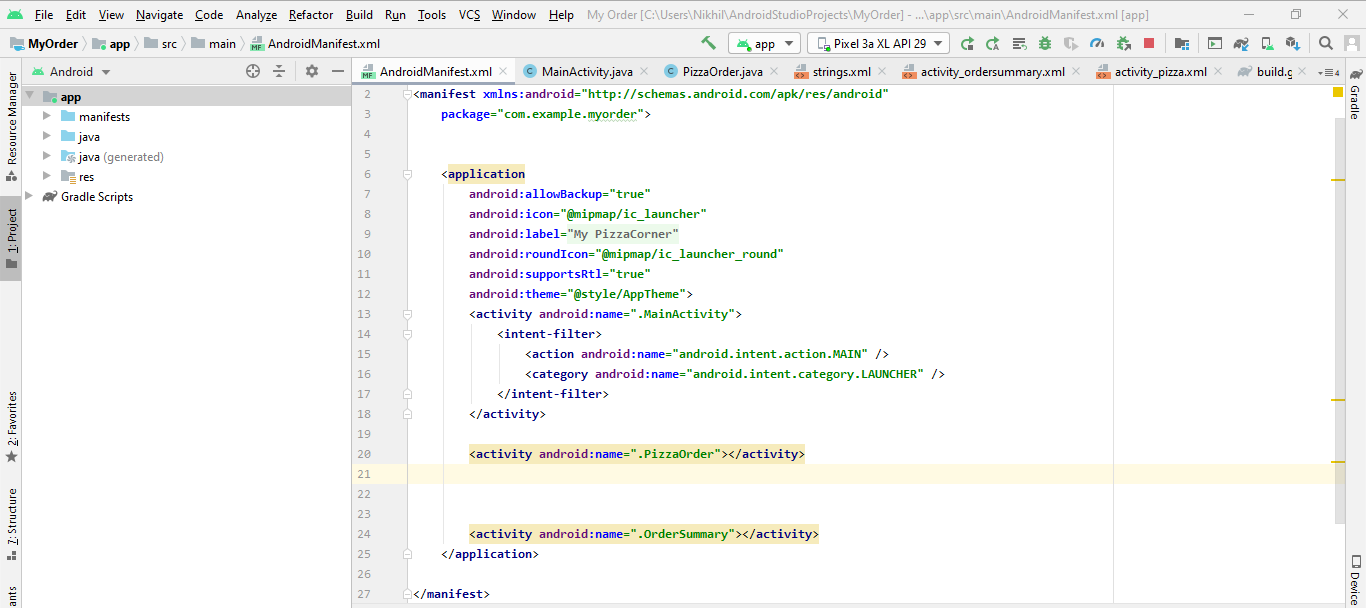 File Edit View Navigate Code Analyze Refactor Build Run Tools VCS Window Help My Order [C:\Users\Nikhil\AndroidStudioProjects\MyOrder] - ...\app\src\main\AndroidManifest.xml [app]
MyOrder app src main AndroidManifest.xml app Pixel 3a XL API 29
Resource Manager
1: Project
2: Favorites
7: Structure
Android
app
manifests
java
java (generated)
res
Gradle Scripts
AndroidManifest.xml MainActivity.java PizzaOrder.java strings.xml activity_ordersummary.xml activity_pizza.xml build.g 4
2 <manifest xmlns:android="http://schemas.android.com/apk/res/android"
3 package="com.example.myorder">
4
5
6 <application
7 android:allowBackup="true"
8 android:icon="@mipmap/ic_launcher"
9 android:label="My PizzaCorner"
10 android:roundIcon="@mipmap/ic_launcher_round"
11 android:supportsRtl="true"
12 android:theme="@style/AppTheme">
13 <activity android:name=".MainActivity">
14 <intent-filter>
15 <action android:name="android.intent.action.MAIN" />
16 <category android:name="android.intent.category.LAUNCHER" />
17 </intent-filter>
18 </activity>
19
20 <activity android:name=".PizzaOrder"></activity>
21
22
23
24 <activity android:name=".OrderSummary"></activity>
25 </application>
26
27 </manifest>
Gradle
Device